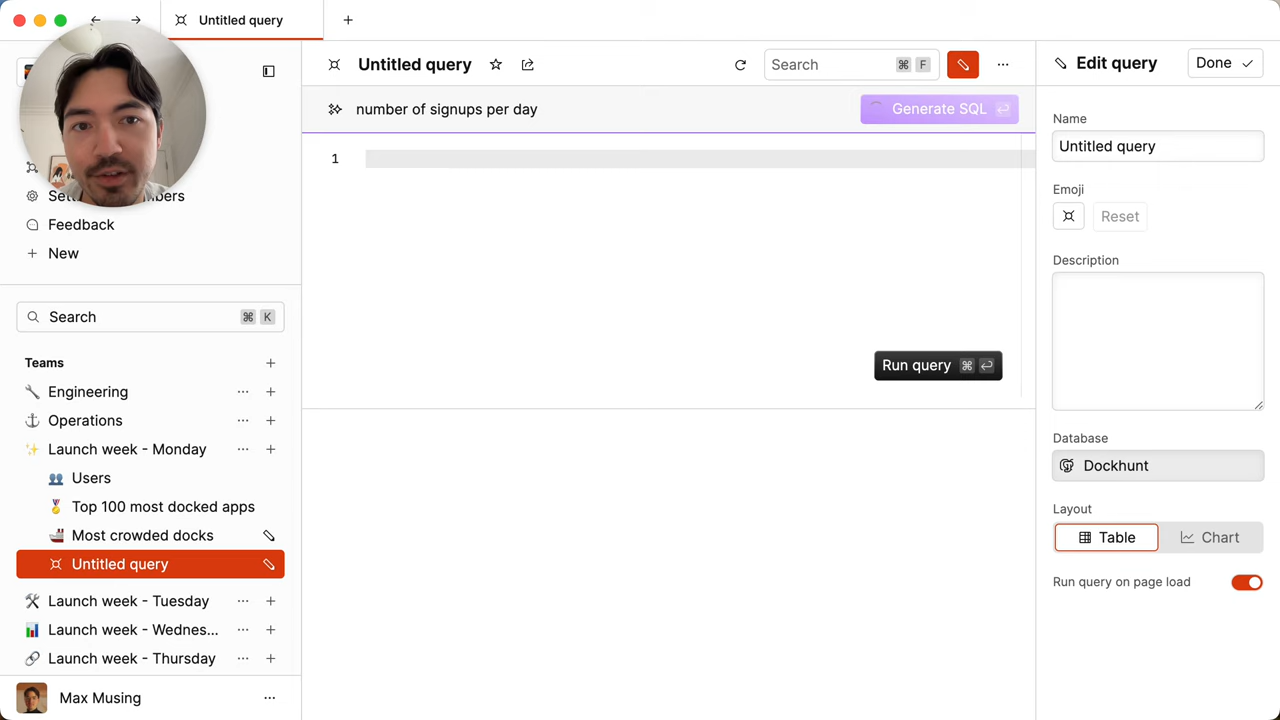 Untitled query
Untitled query
Search
⌘ F
Edit query
Done
number of signups per day
Generate SQL
1
Name
Untitled query
Feedback
New
Emoji
Reset
Description
Search
⌘ K
Teams
Engineering
Operations
Launch week - Monday
Users
Top 100 most docked apps
Most crowded docks
Untitled query
Launch week - Tuesday
Launch week - Wednes...
Launch week - Thursday
Run query ⌘
Database
Dockhunt
Layout
Table
Chart
Run query on page load
Max Musing